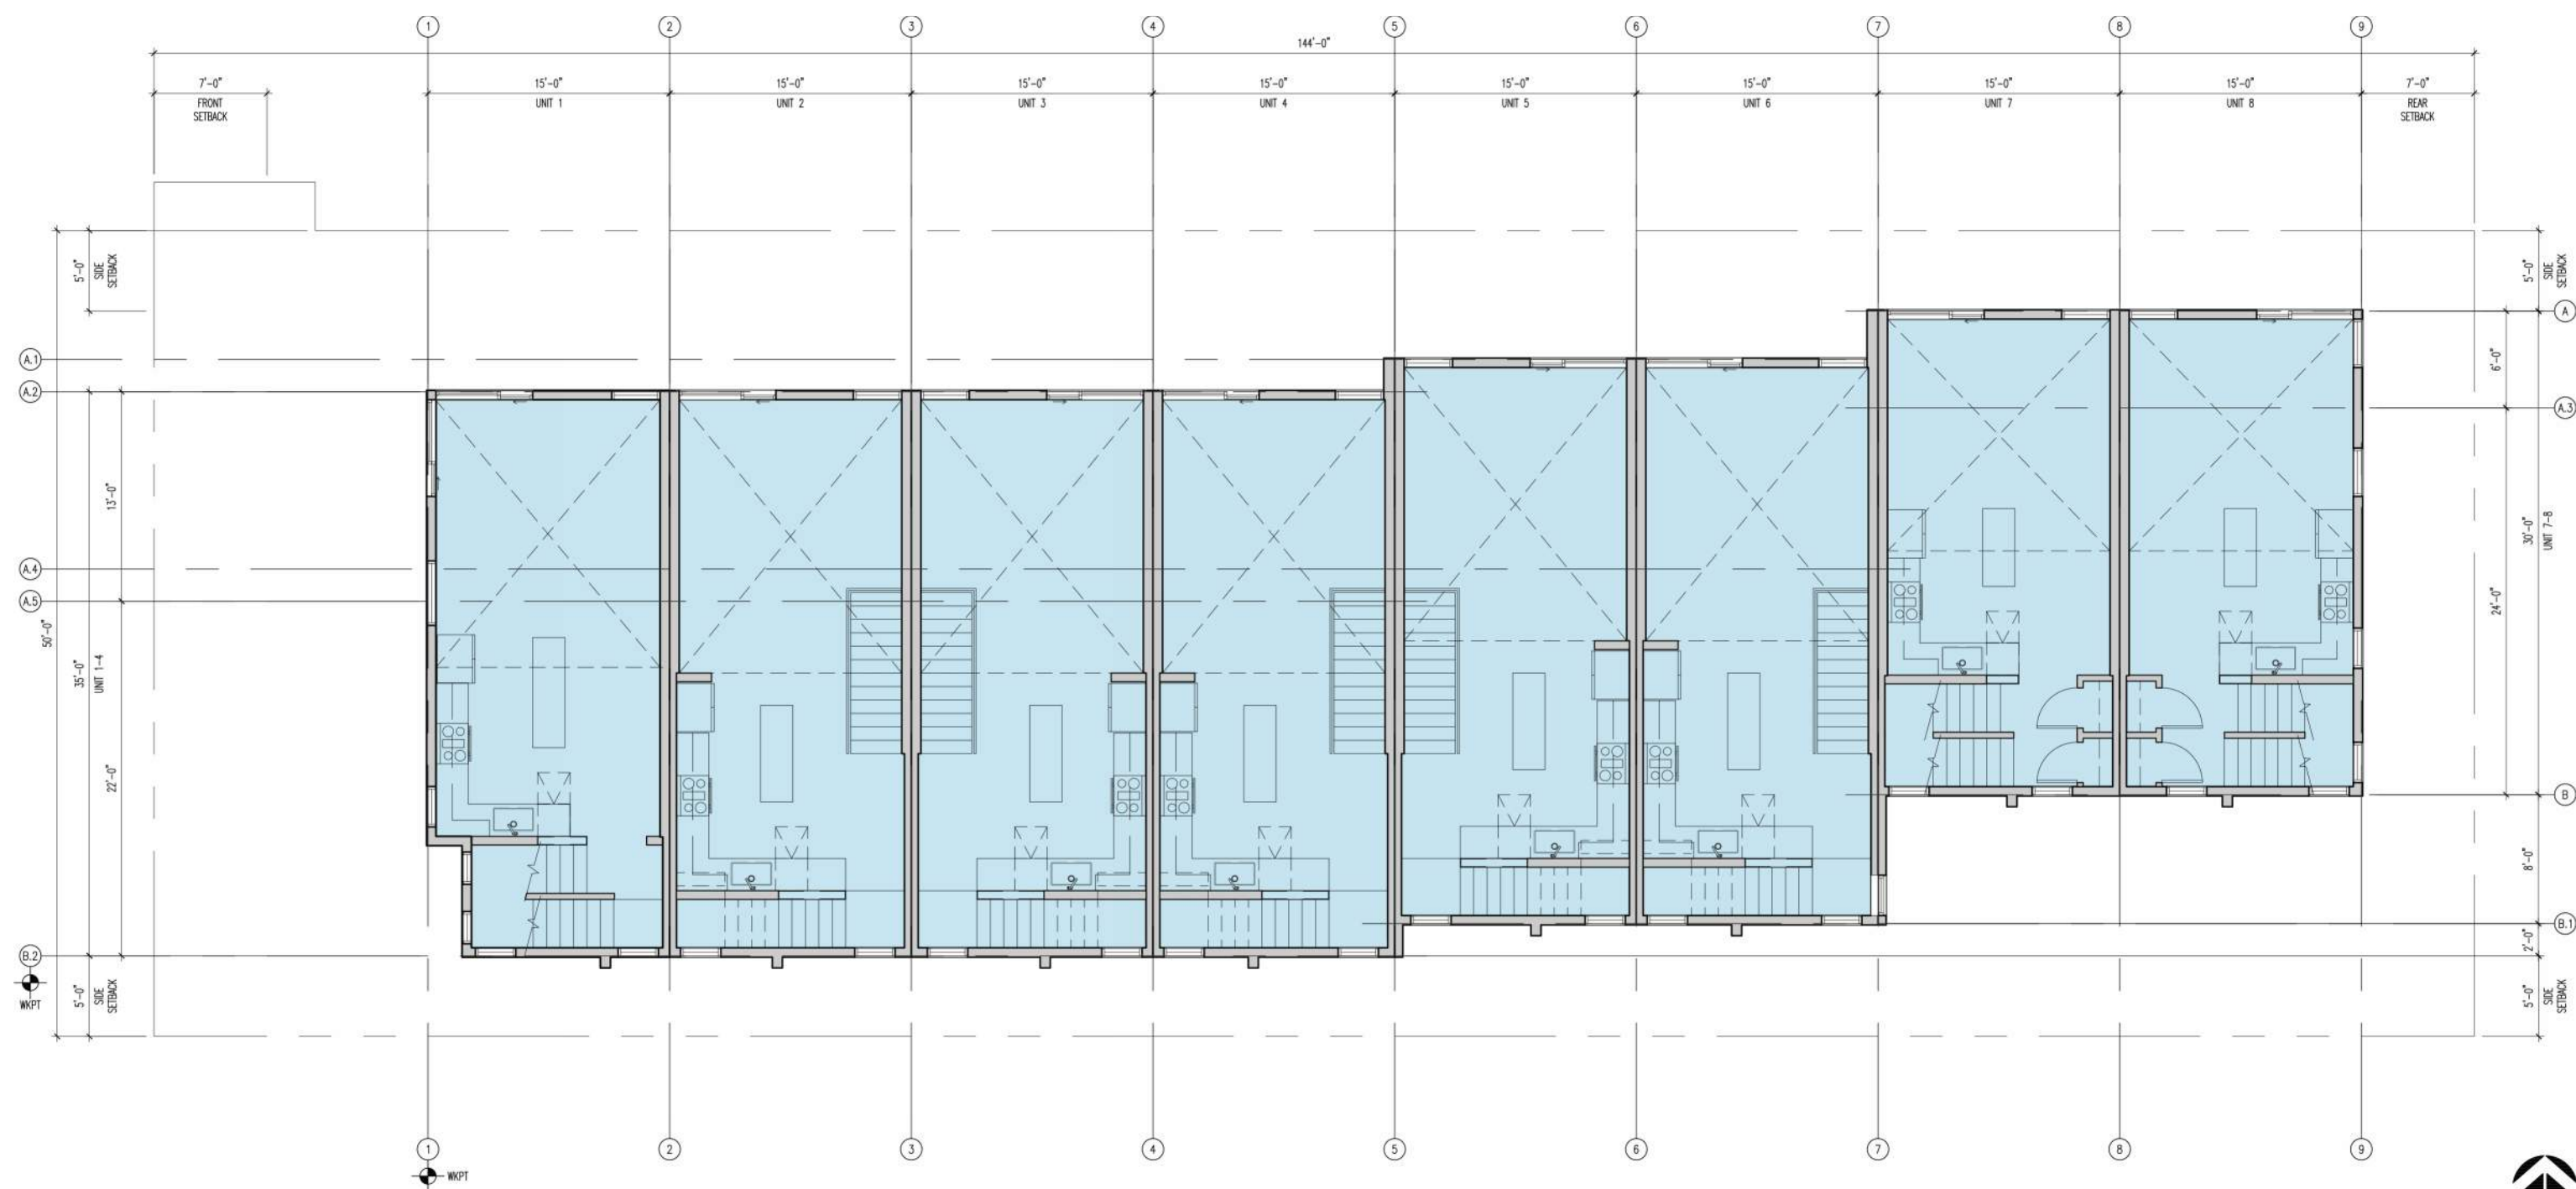 1 2 3 4 5 6 7 8 9
144'-0"
7'-0" 15'-0" 15'-0" 15'-0" 15'-0" 15'-0" 15'-0" 15'-0" 15'-0" 7'-0"
FRONT UNIT 1 UNIT 2 UNIT 3 UNIT 4 UNIT 5 UNIT 6 UNIT 7 UNIT 8 REAR
SETBACK SETBACK
5'-0"
SIDE
SETBACK
A.1
A.2
13'-0"
A.4
A.5
50'-0"
35'-0"
UNIT 1-4
22'-0"
B.2
WKPT
5'-0"
SIDE
SETBACK
5'-0"
SIDE
SETBACK
A
6'-0"
A.3
30'-0"
UNIT 7-8
24'-0"
B
8'-0"
B.1
2'-0"
5'-0"
SIDE
SETBACK
1 2 3 4 5 6 7 8 9
WKPT